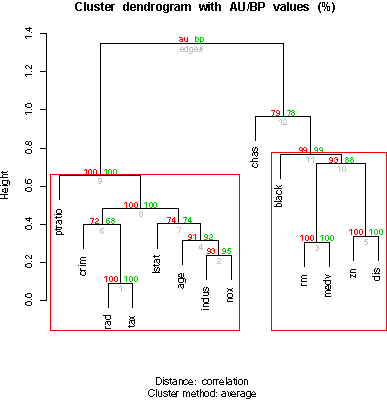 Cluster dendrogram with AU/BP values (%)
au bp
edge#
Height
0.0 0.2 0.4 0.6 0.8 1.0 1.2 1.4
79 78
12
99 99
11
93 86
10
100 100
9
100 100
8
72 68
6
74 74
7
91 92
4
93 95
2
100 100
1
100 100
3
100 100
5
ptratio
crim
rad
tax
lstat
age
indus
nox
chas
black
rm
medv
zn
dis
Distance: correlation
Cluster method: average